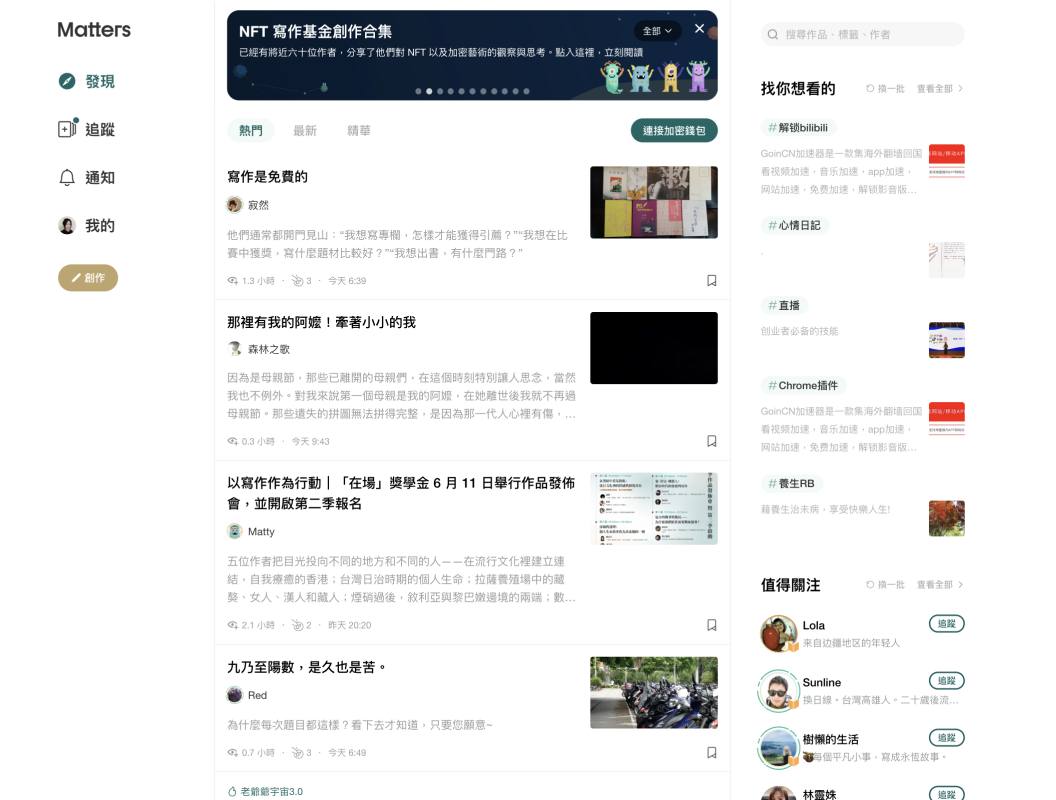 Matters
發現
追蹤
通知
我的
創作
NFT 寫作基金創作合集
全部
已經有將近六十位作者,分享了他們對 NFT 以及加密藝術的觀察與思考。點入這裡,立刻閱讀
熱門
最新
精華
連接加密錢包
寫作是免費的
寂然
他們通常都開門見山:“我想寫專欄,怎樣才能獲得引薦?”“我想在比
賽中獲獎,寫什麼題材比較好?”“我想出書,有什麼門路?”
1.3 小時 · 3 · 今天 6:39
那裡有我的阿嬤!牽著小小的我
森林之歌
因為是母親節,那些已離開的母親們,在這個時刻特別讓人思念,當然
我也不例外。對我來說第一個母親是我的阿嬤,在她離世後我就不再過
母親節。那些遺失的拼圖無法拼得完整,是因為那一代人心裡有傷,…
0.3 小時 · 今天 9:43
以寫作作為行動|「在場」獎學金 6 月 11 日舉行作品發佈
會,並開啟第二季報名
Matty
五位作者把目光投向不同的地方和不同的人——在流行文化裡建立連
結,自我療癒的香港;台灣日治時期的個人生命;拉薩養殖場中的藏
獒、女人、漢人和藏人;煙硝過後,敘利亞與黎巴嫩邊境的兩端;數…
2.1 小時 · 2 · 昨天 20:20
九乃至陽數,是久也是苦。
Red
為什麼每次題目都這樣?看下去才知道,只要您願意~
0.7 小時 · 3 · 今天 6:49
老爺爺宇宙3.0
搜尋作品、標籤、作者
找你想看的
換一批
查看全部
#解锁bilibili
GoinCN加速器是一款集海外翻墙回国
看视频加速,音乐加速,app加速,
网站加速,免费加速,解锁影音版…
#心情日記
.
#直播
创业者必备的技能
#Chrome插件
GoinCN加速器是一款集海外翻墙回国
看视频加速,音乐加速,app加速,
网站加速,免费加速,解锁影音版…
#養生RB
藉養生治未病,享受快樂人生!
值得關注
換一批
查看全部
Lola
追蹤
来自边疆地区的年轻人
Sunline
追蹤
換日線。台灣高雄人。二十歲後流…
樹懶的生活
追蹤
每個平凡小事,寫成永恆故事。
林靈姝
追蹤